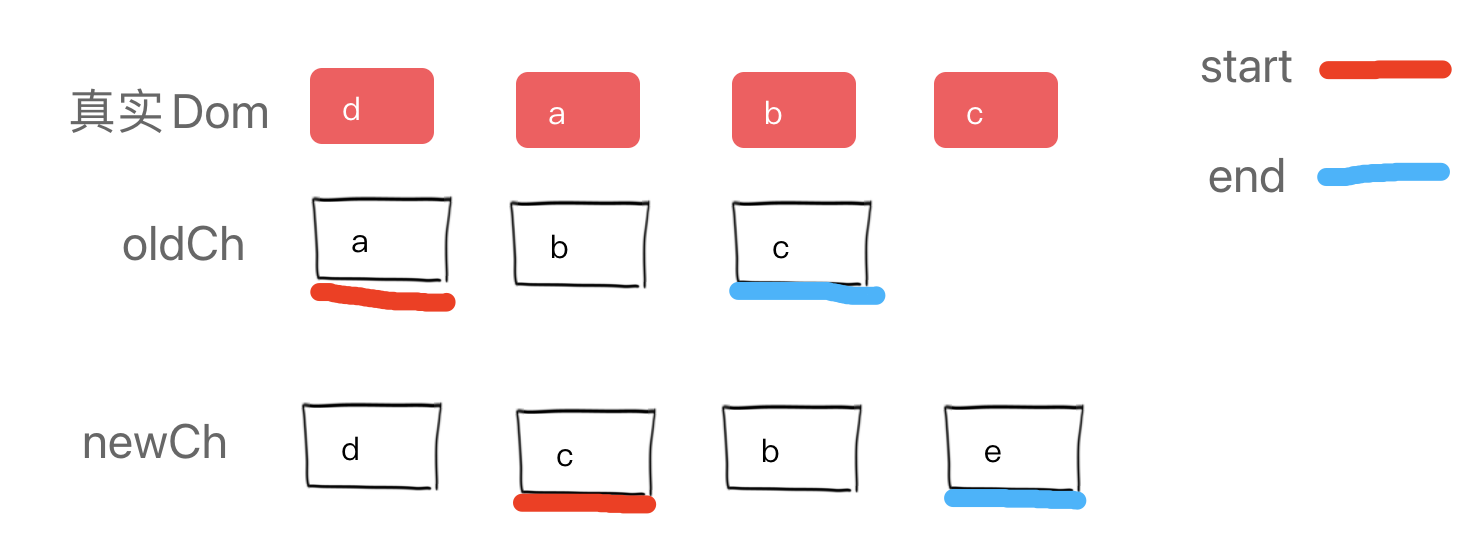 真实Dom d a b c
start
end
oldCh a b c
newCh d c b e